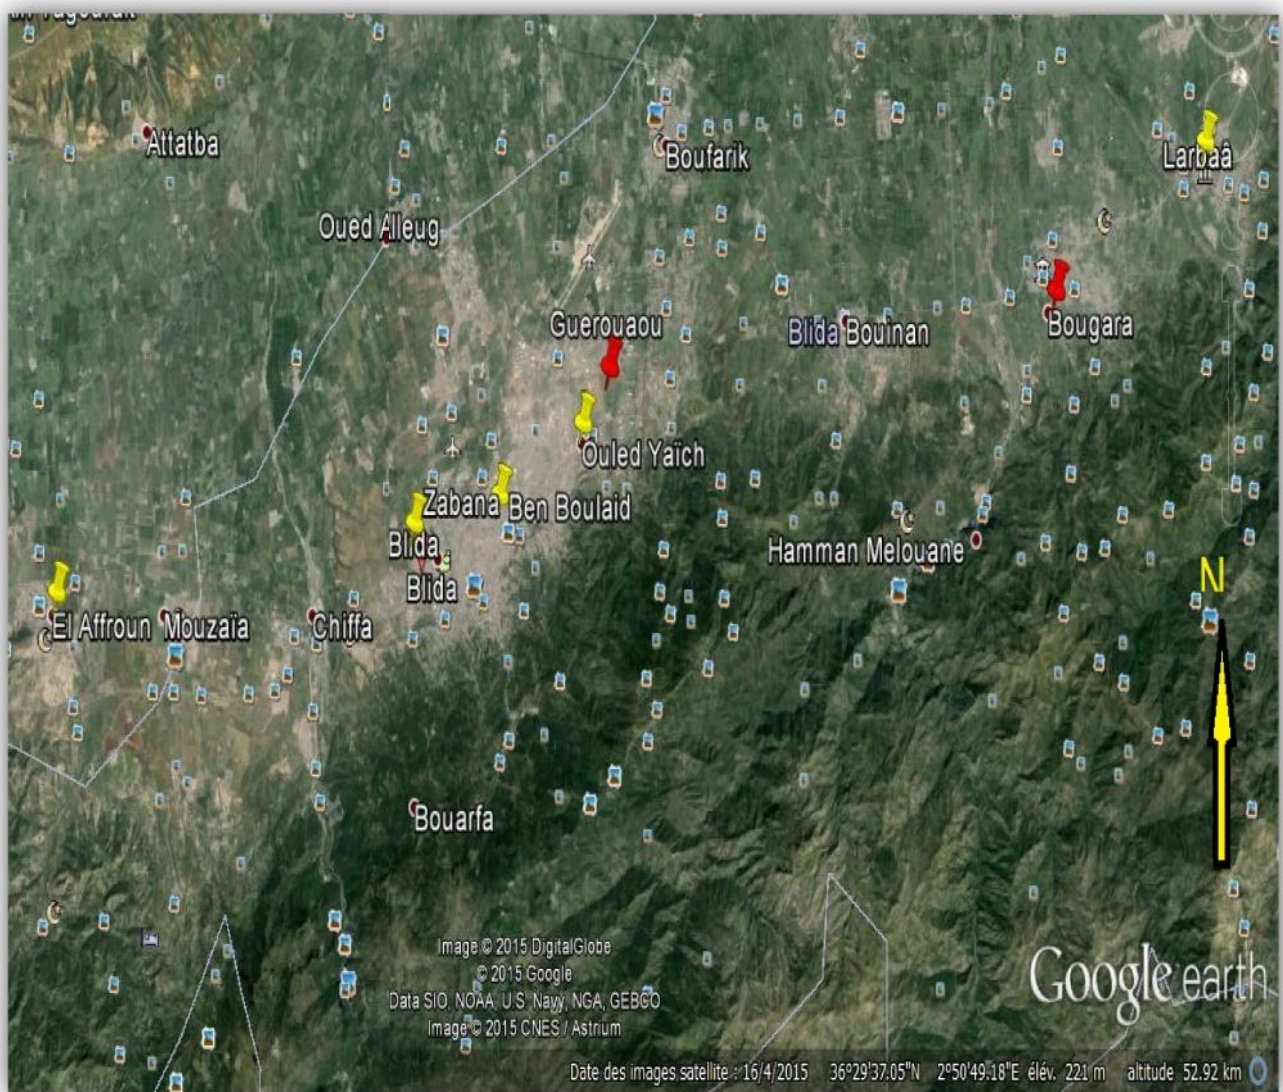 Attatba
Boufarik
Larbaâ
Oued Alleug
Guerouaou
Blida Bouinan
Bougara
Ouled Yaïch
Zabana Ben Boulaid
Blida
Hamman Melouane
Blida
N
El Affroun Mouzaïa
Chiffa
Bouarfa
Image © 2015 DigitalGlobe
© 2015 Google
Data SIO, NOAA, U.S. Navy, NGA, GEBCO
Image © 2015 CNES / Astrium
Google earth
Date des images satellite : 16/4/2015 36°29'37.05"N 2°50'49.18"E élév. 221 m altitude 52.92 km